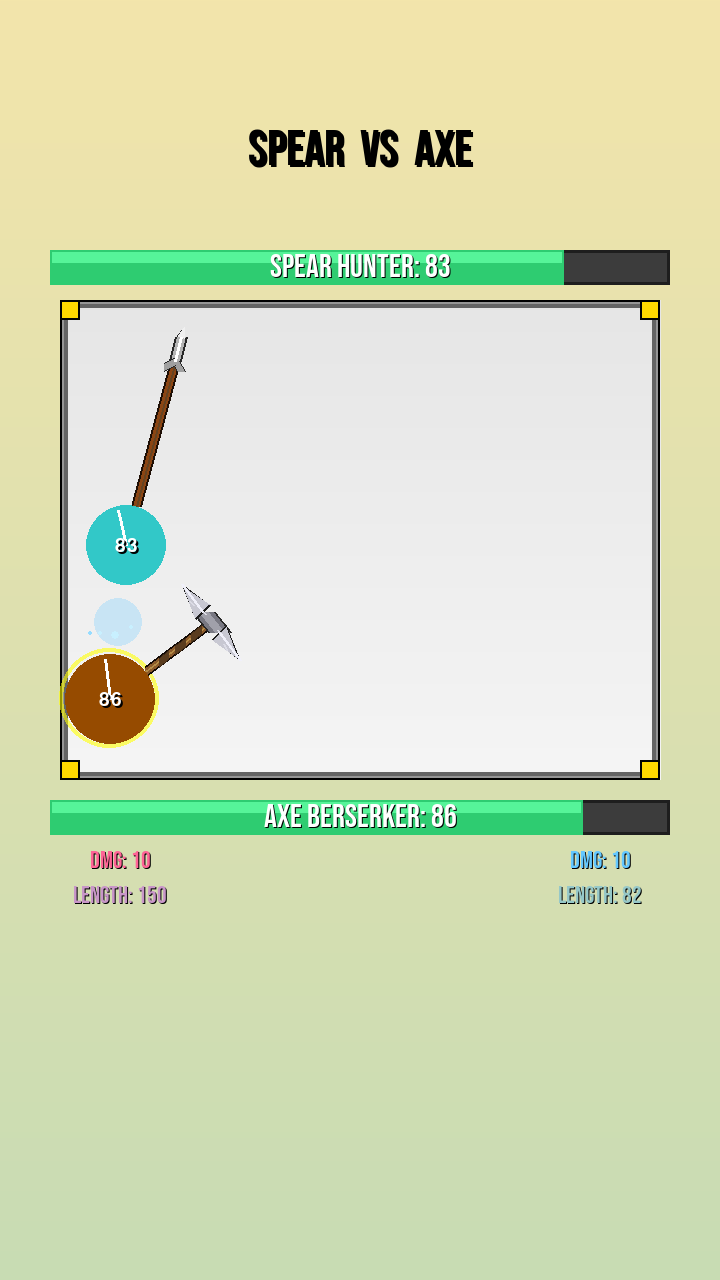 SPEAR VS AXE
SPEAR HUNTER: 83
83
86
AXE BERSERKER: 86
DMG: 10 DMG: 10
LENGTH: 150 LENGTH: 82